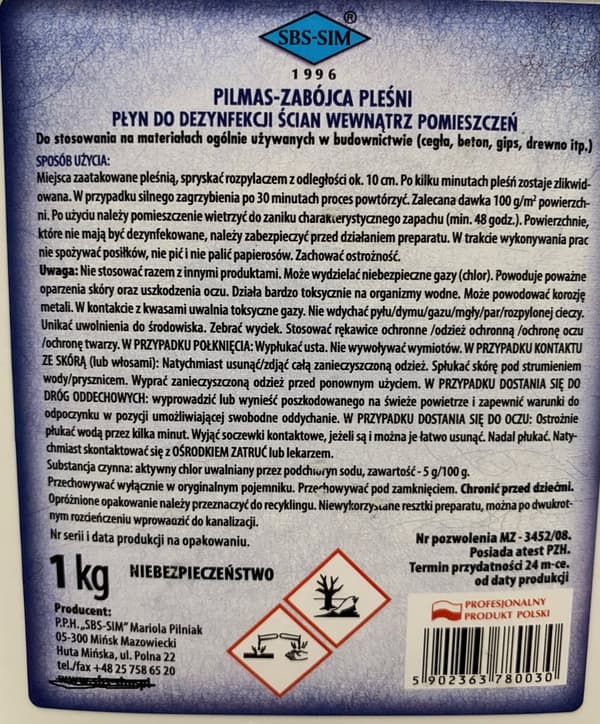 SBS-SIM®
1996
PILMAS-ZABÓJCA PLEŚNI
PŁYN DO DEZYNFEKCJI ŚCIAN WEWNĄTRZ POMIESZCZEŃ
Do stosowania na materiałach ogólnie używanych w budownictwie (cegła, beton, gips, drewno itp.)
SPOSÓB UŻYCIA:
Miejsca zaatakowane pleśnią, spryskać rozpylaczem z odległości ok. 10 cm. Po kilku minutach pleśń zostaje zlikwid-
owana. W przypadku silnego zagrzybienia po 30 minutach proces powtórzyć. Zalecana dawka 100 g/m² powierzch-
ni. Po użyciu należy pomieszczenie wietrzyć do zaniku charakterystycznego zapachu (min. 48 godz.). Powierzchnie,
które nie mają być dezynfekowane, należy zabezpieczyć przed działaniem preparatu. W trakcie wykonywania prac
nie spożywać posiłków, nie pić i nie palić papierosów. Zachować ostrożność.
Uwaga: Nie stosować razem z innymi produktami. Może wydzielać niebezpieczne gazy (chlor). Powoduje poważne
oparzenia skóry oraz uszkodzenia oczu. Działa bardzo toksycznie na organizmy wodne. Może powodować korozję
metali. W kontakcie z kwasami uwalnia toksyczne gazy. Nie wdychać pyłu/dymu/gazu/mgły/par/rozpylonej cieczy.
Unikać uwolnienia do środowiska. Zebrać wyciek. Stosować rękawice ochronne /odzież ochronną /ochronę oczu
/ochronę twarzy. W PRZYPADKU POŁKNIĘCIA: Wypłukać usta. Nie wywoływać wymiotów. W PRZYPADKU KONTAKTU
ZE SKÓRĄ (lub włosami): Natychmiast usunąć/zdjąć całą zanieczyszczoną odzież. Spłukać skórę pod strumieniem
wody/prysznicem. Wyprać zanieczyszczoną odzież przed ponownym użyciem. W PRZYPADKU DOSTANIA SIĘ DO
DRÓG ODDECHOWYCH: wyprowadzić lub wynieść poszkodowanego na świeże powietrze i zapewnić warunki do
odpoczynku w pozycji umożliwiającej swobodne oddychanie. W PRZYPADKU DOSTANIA SIĘ DO OCZU: Ostrożnie
płukać wodą przez kilka minut. Wyjąć soczewki kontaktowe, jeżeli są i można je łatwo usunąć. Nadal płukać. Naty-
chmiast skontaktować się z OŚRODKIEM ZATRUĆ lub lekarzem.
Substancja czynna: aktywny chlor uwalniany przez podchloryn sodu, zawartość - 5 g/100 g.
Przechowywać wyłącznie w oryginalnym pojemniku. Przechowywać pod zamknięciem. Chronić przed dziećmi.
Opróżnione opakowanie należy przeznaczyć do recyklingu. Niewykorzystane resztki preparatu, można po dwukrot-
nym rozcieńczeniu wprowadzić do kanalizacji.
Nr serii i data produkcji na opakowaniu.
Nr pozwolenia MZ - 3452/08.
Posiada atest PZH.
Termin przydatności 24 m-ce.
od daty produkcji
1 kg NIEBEZPIECZEŃSTWO
Producent:
P.P.H. „SBS-SIM" Mariola Pilniak
05-300 Mińsk Mazowiecki
Huta Mińska, ul. Polna 22
tel./fax +48 25 758 65 20
PROFESJONALNY
PRODUKT POLSKI
5 902363 780030